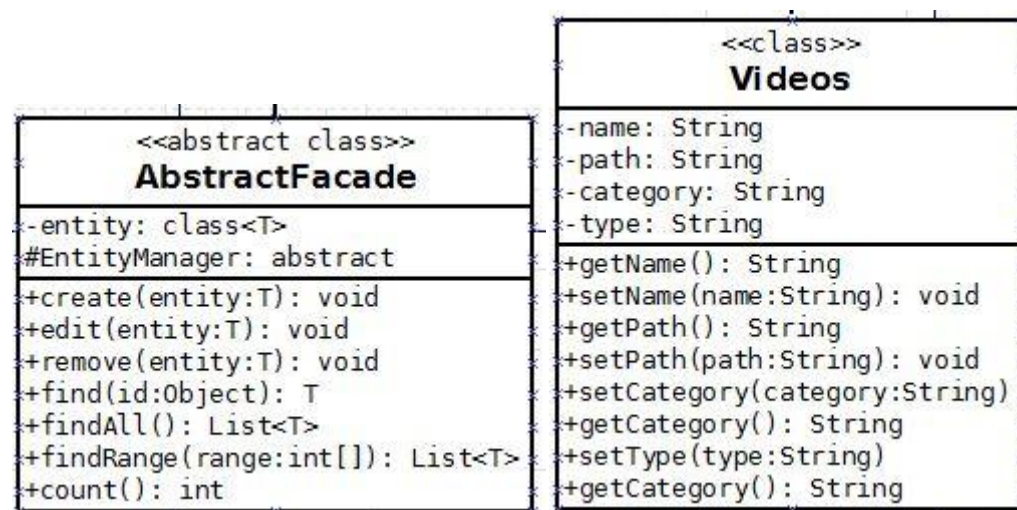 <<abstract class>>
AbstractFacade
-entity: class<T>
#EntityManager: abstract
+create(entity:T): void
+edit(entity:T): void
+remove(entity:T): void
+find(id:Object): T
+findAll(): List<T>
+findRange(range:int[]): List<T>
+count(): int
<<class>>
Videos
-name: String
-path: String
-category: String
-type: String
+getName(): String
+setName(name:String): void
+getPath(): String
+setPath(path:String): void
+setCategory(category:String)
+getCategory(): String
+setType(type:String)
+getCategory(): String